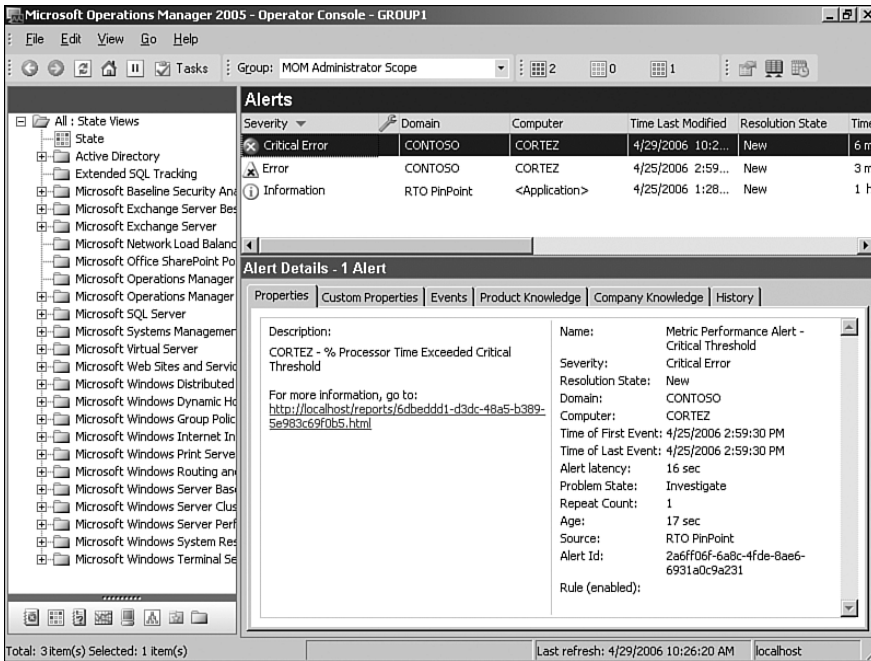 Microsoft Operations Manager 2005 - Operator Console - GROUP1
File Edit View Go Help
Tasks Group: MOM Administrator Scope 2 0 1
All : State Views
State
Active Directory
Extended SQL Tracking
Microsoft Baseline Security Ana
Microsoft Exchange Server Bes
Microsoft Exchange Server
Microsoft Network Load Balanc
Microsoft Office SharePoint Po
Microsoft Operations Manager
Microsoft Operations Manager
Microsoft SQL Server
Microsoft Systems Managemer
Microsoft Virtual Server
Microsoft Web Sites and Servic
Microsoft Windows Distributed
Microsoft Windows Dynamic Ho
Microsoft Windows Group Polic
Microsoft Windows Internet In
Microsoft Windows Print Serve
Microsoft Windows Routing an
Microsoft Windows Server Bas
Microsoft Windows Server Clus
Microsoft Windows Server Perf
Microsoft Windows System Res
Microsoft Windows Terminal Se
Alerts
Severity Domain Computer Time Last Modified Resolution State Time
Critical Error CONTOSO CORTEZ 4/29/2006 10:2... New 6 m
Error CONTOSO CORTEZ 4/25/2006 2:59... New 3 m
Information RTO PinPoint <Application> 4/25/2006 1:28... New 1 h
Alert Details - 1 Alert
Properties Custom Properties Events Product Knowledge Company Knowledge History
Description:
CORTEZ - % Processor Time Exceeded Critical
Threshold
For more information, go to:
http://localhost/reports/6dbeddd1-d3dc-48a5-b389-
5e983c69f0b5.html
Name: Metric Performance Alert -
Critical Threshold
Severity: Critical Error
Resolution State: New
Domain: CONTOSO
Computer: CORTEZ
Time of First Event: 4/25/2006 2:59:30 PM
Time of Last Event: 4/25/2006 2:59:30 PM
Alert latency: 16 sec
Problem State: Investigate
Repeat Count: 1
Age: 17 sec
Source: RTO PinPoint
Alert Id: 2a6ff06f-6a8c-4fde-8ae6-
6931a0c9a231
Rule (enabled):
Total: 3 item(s) Selected: 1 item(s) Last refresh: 4/29/2006 10:26:20 AM localhost